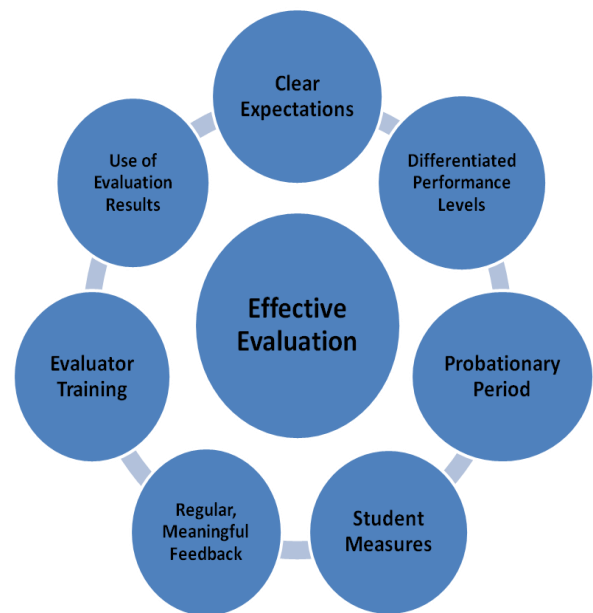 Clear
Expectations
Differentiated
Performance
Levels
Probationary
Period
Student
Measures
Regular,
Meaningful
Feedback
Evaluator
Training
Use of
Evaluation
Results
Effective
Evaluation